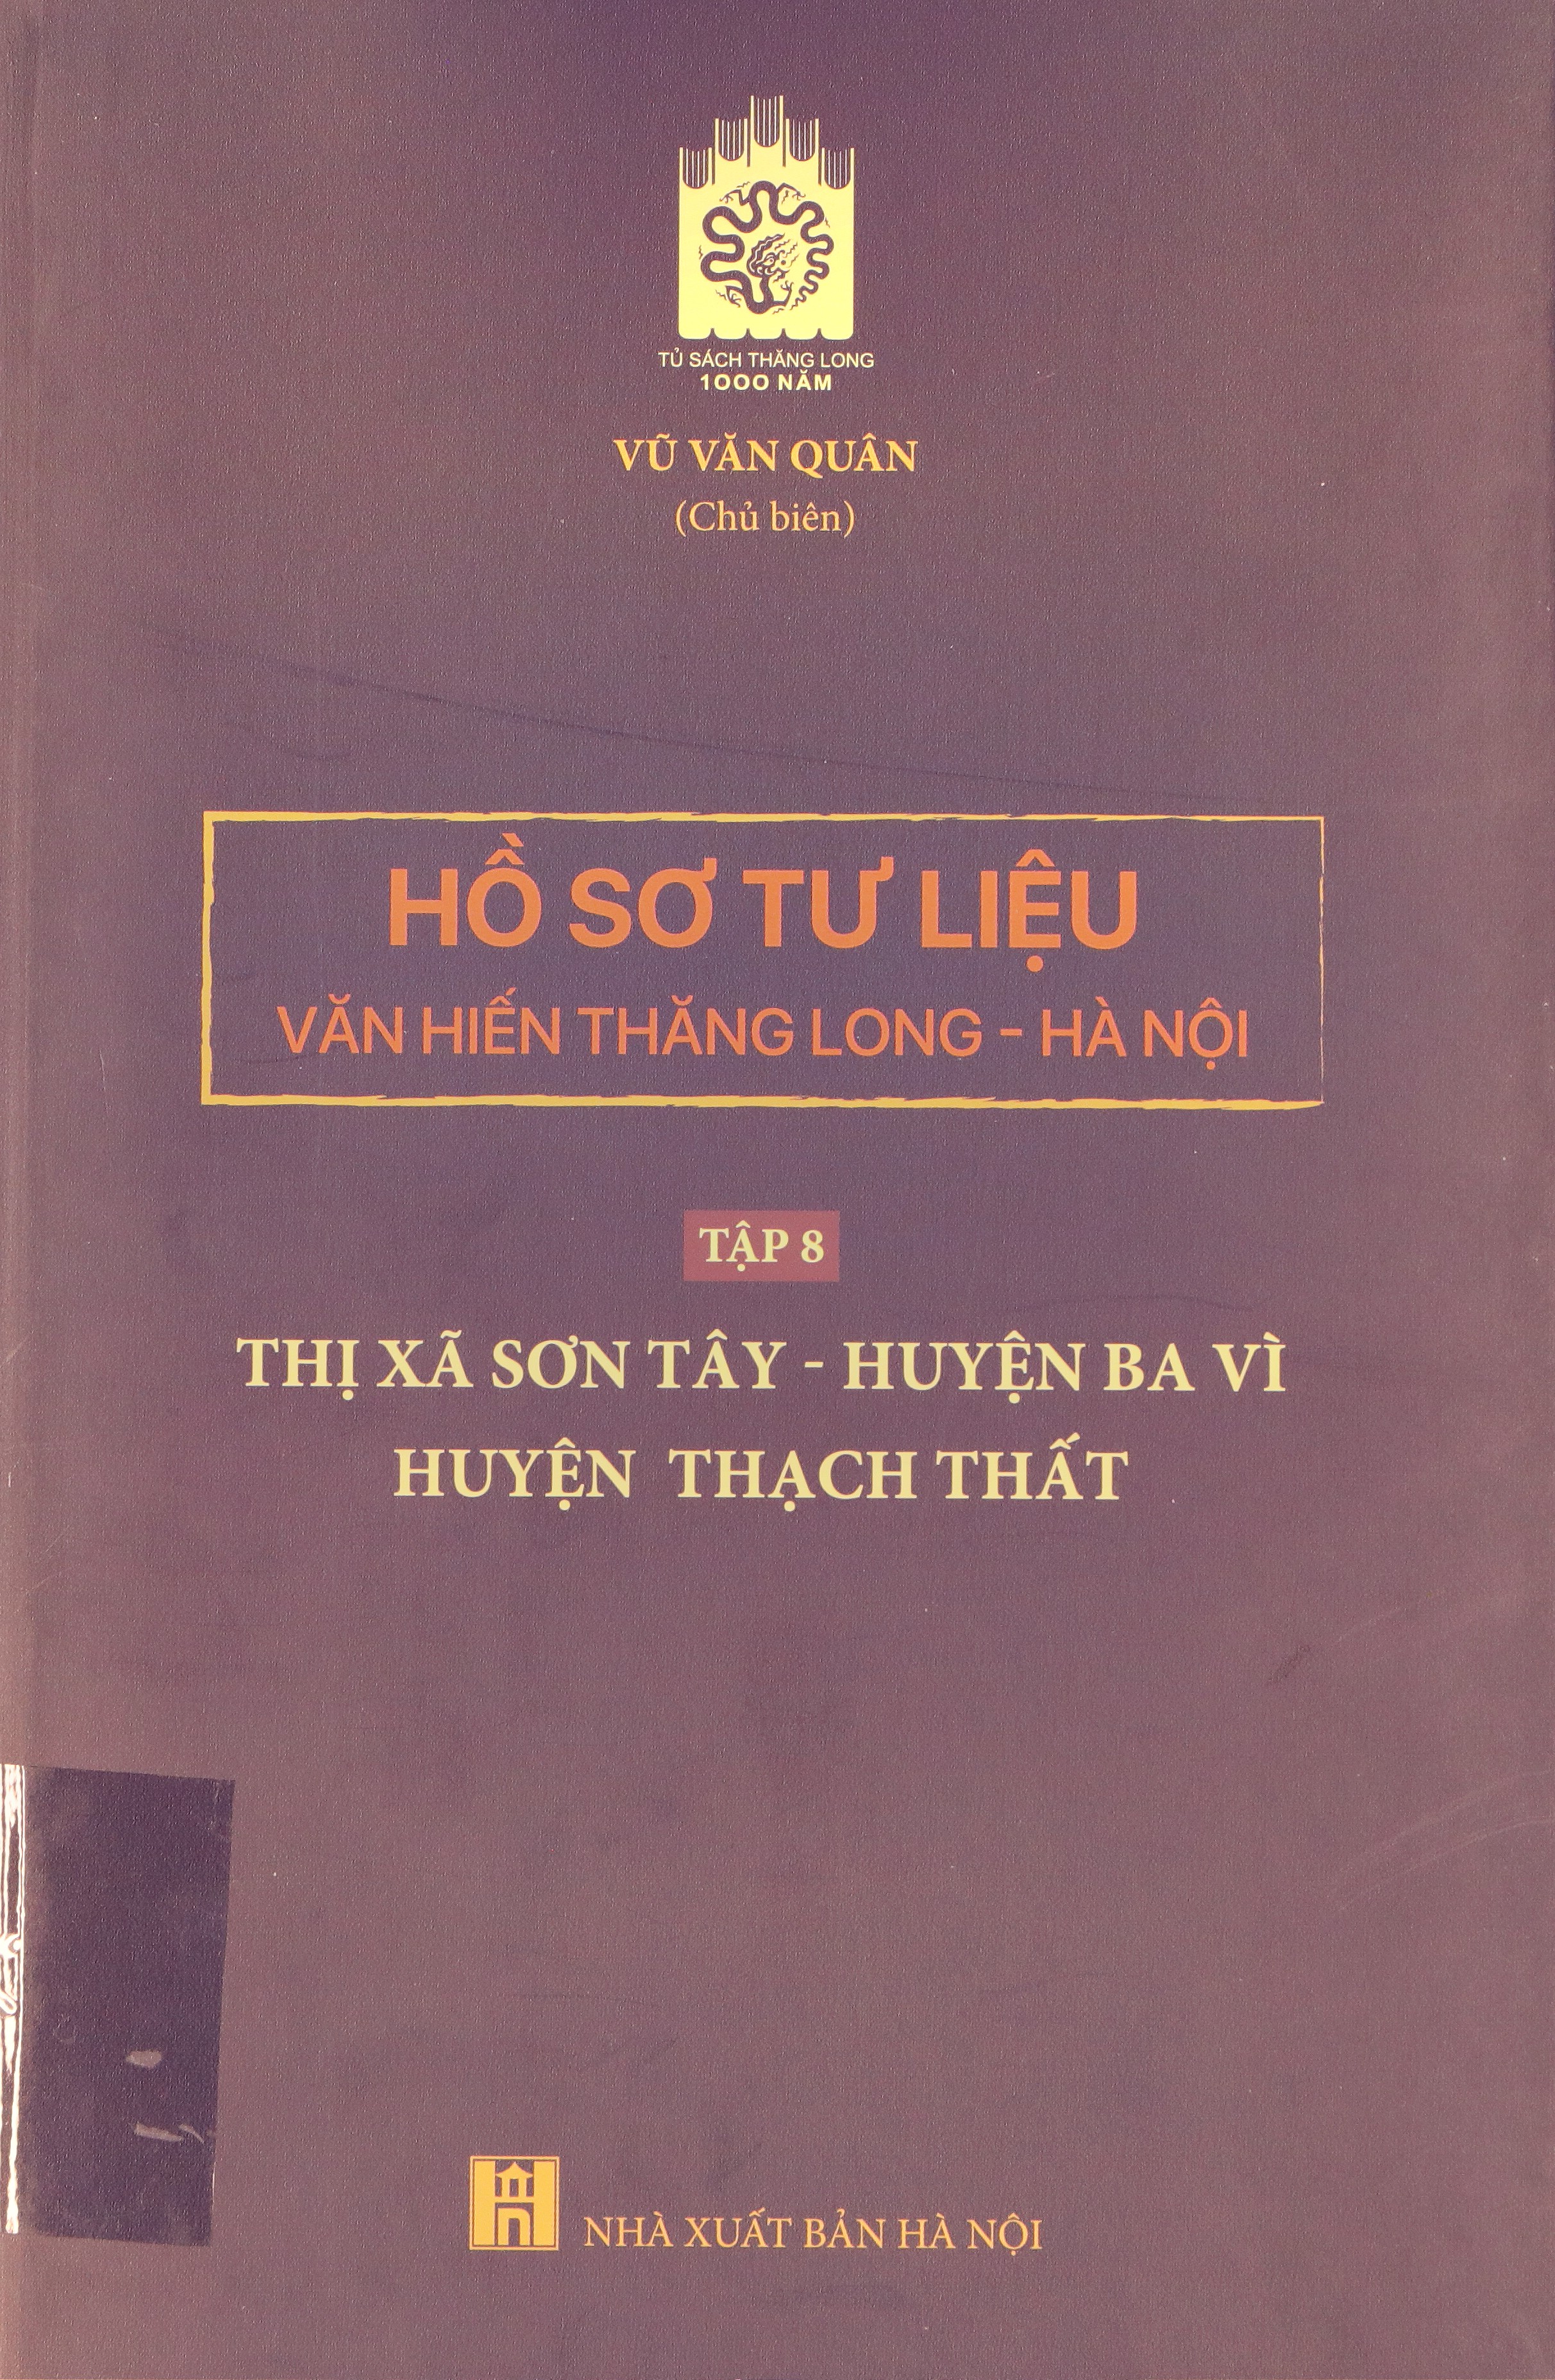 TỦ SÁCH THĂNG LONG
1000 NĂM
VŨ VĂN QUÂN
(Chủ biên)
HỒ SƠ TƯ LIỆU
VĂN HIẾN THĂNG LONG - HÀ NỘI
TẬP 8
THỊ XÃ SƠN TÂY - HUYỆN BA VÌ
HUYỆN THẠCH THẤT
NHÀ XUẤT BẢN HÀ NỘI